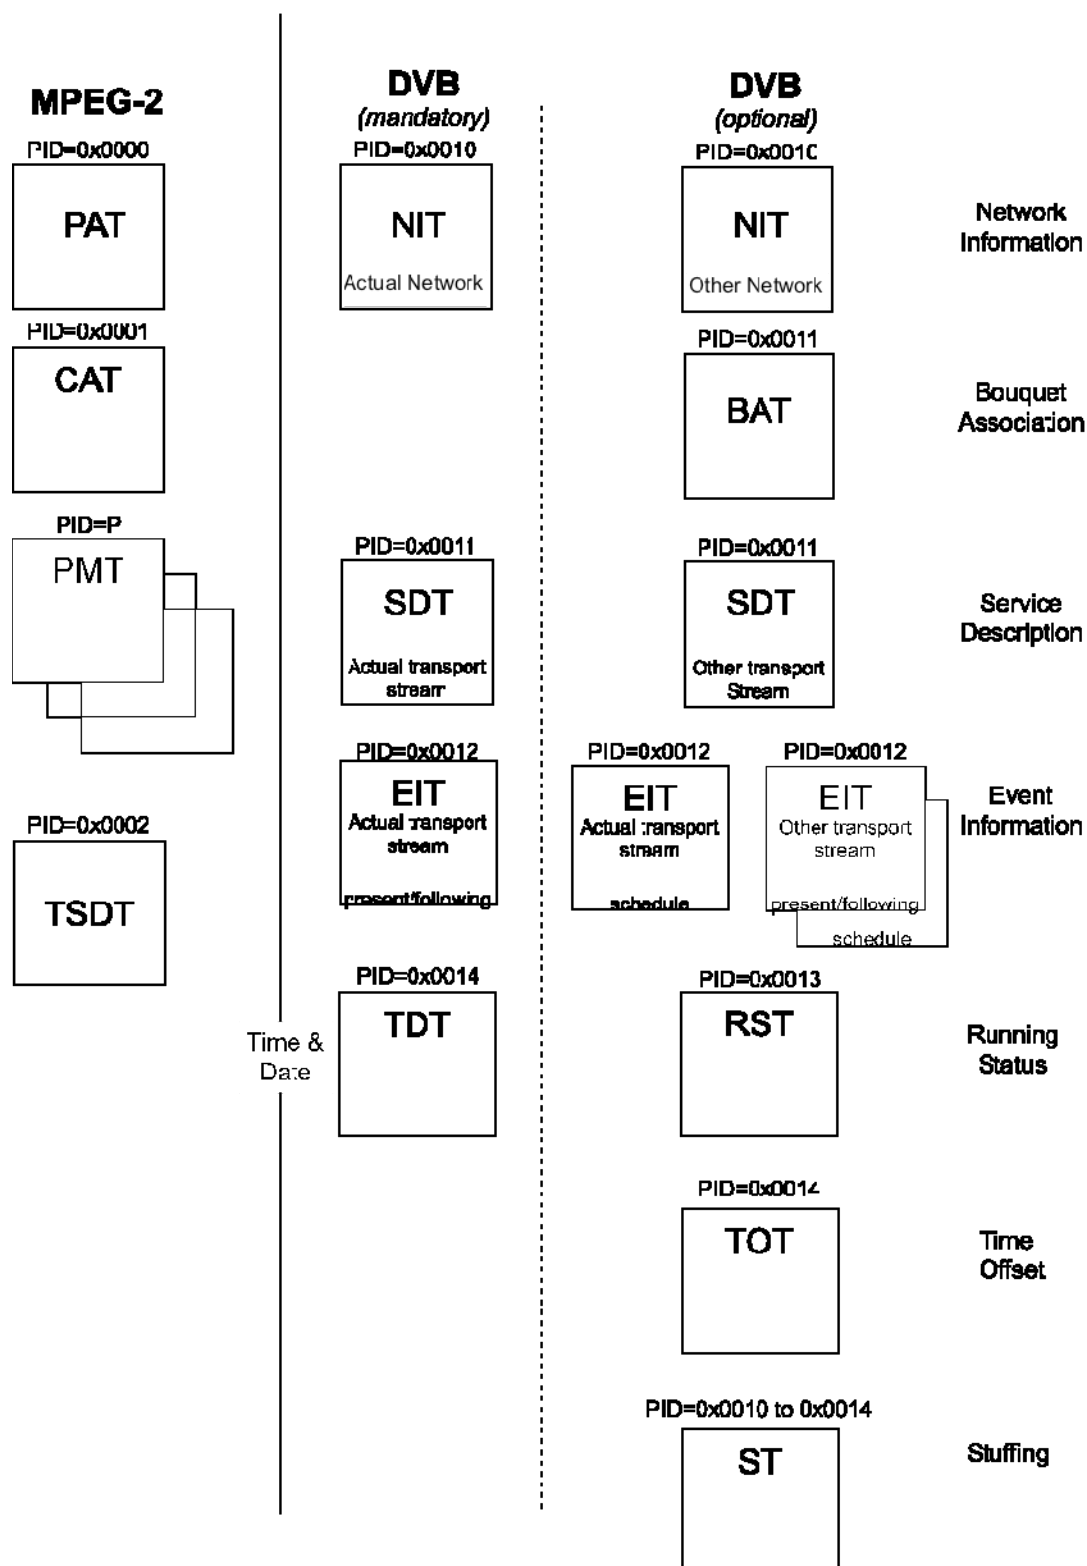 MPEG-2
PID=0x0000
PAT
PID=0x0001
CAT
PID=P
PMT
PID=0x0002
TSDT
Time &
Date
DVB
(mandatory)
PID=0x0010
NIT
Actual Network
PID=0x0011
SDT
Actual transport
stream
PID=0x0012
EIT
Actual transport
stream
present/following
PID=0x0014
TDT
DVB
(optional)
PID=0x0010
NIT
Other Network
PID=0x0011
BAT
PID=0x0011
SDT
Other transport
Stream
PID=0x0012
EIT
Actual transport
stream
schedule
PID=0x0012
EIT
Other transport
stream
present/following
schedule
PID=0x0013
RST
PID=0x0014
TOT
PID=0x0010 to 0x0014
ST
Network
Information
Bouquet
Association
Service
Description
Event
Information
Running
Status
Time
Offset
Stuffing